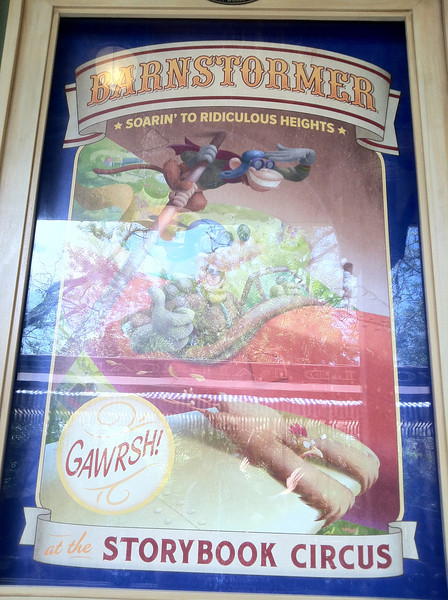 BARNSTORMER
★ SOARIN' TO RIDICULOUS HEIGHTS ★
GAWRSH!
at the STORYBOOK CIRCUS